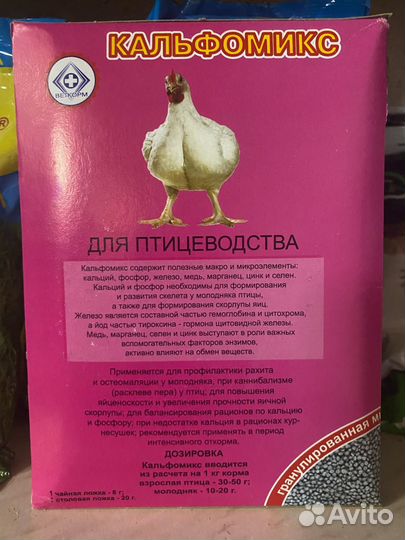 КАЛЬФОМИКС
ВЕТКОРМ
ДЛЯ ПТИЦЕВОДСТВА
Кальфомикс содержит полезные макро и микроэлементы:
кальций, фосфор, железо, медь, марганец, цинк и селен.
Кальций и фосфор необходимы для формирования
и развития скелета у молодняка птицы,
а также для формирования скорлупы яиц.
Железо является составной частью гемоглобина и цитохрома,
а йод частью тироксина - гормона щитовидной железы.
Медь, марганец, селен и цинк выступают в роли важных
вспомогательных факторов энзимов,
активно влияют на обмен веществ.
Применяется для профилактики рахита
и остеомаляции у молодняка, при каннибализме
(расклеве пера) у птиц; для повышения
яйценоскости и увеличения прочности яичной
скорлупы; для балансирования рационов по кальцию
и фосфору; при недостатке кальция в рационах кур-
несушек; рекомендуется применять в период
интенсивного откорма.
ДОЗИРОВКА
Кальфомикс вводится
из расчета на 1 кг корма
взрослая птица - 30-50 г;
молодняк - 10-20 г.
1 чайная ложка - 6 г;
столовая ложка - 20 г.
гранулированная
Avito